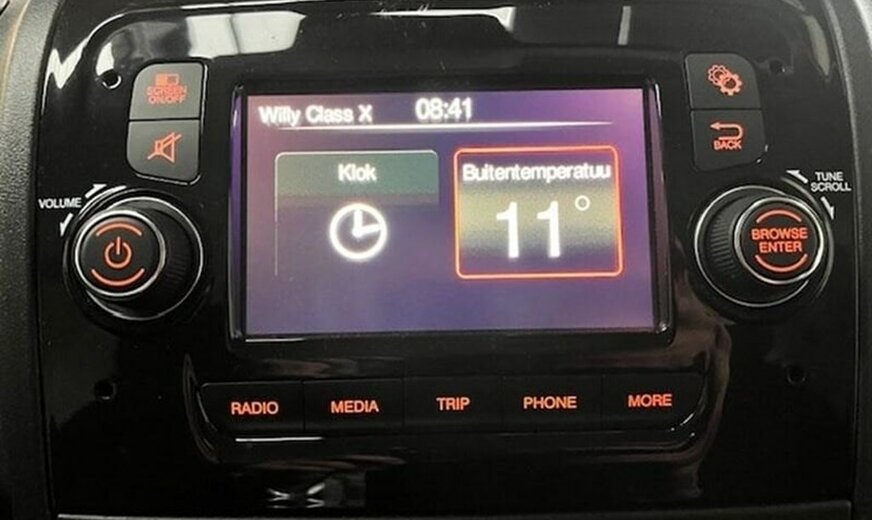 SCREEN
ON/OFF
Willy Class X 08:41
Klok
Buitentemperatuu
11°
BACK
VOLUME
TUNE
SCROLL
BROWSE
ENTER
RADIO
MEDIA
TRIP
PHONE
MORE